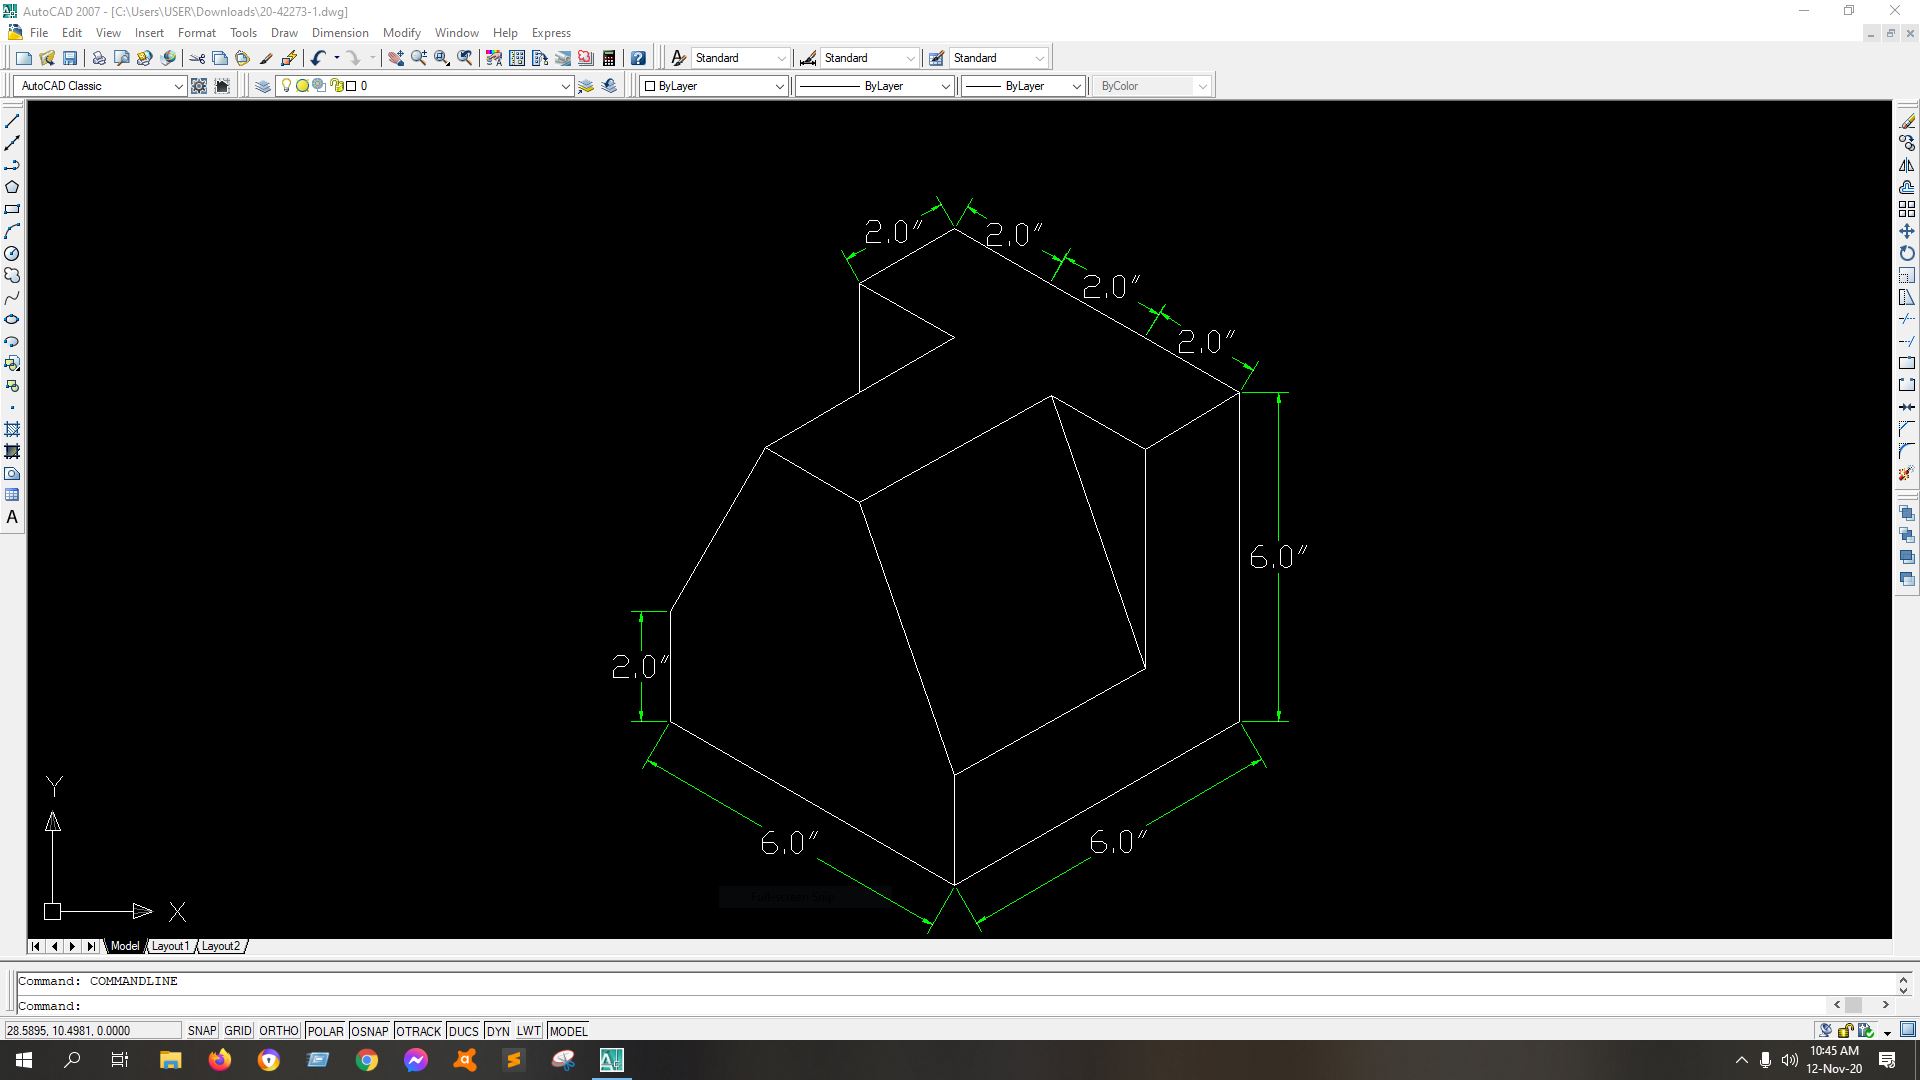 AutoCAD 2007 - [C:\Users\USER\Downloads\20-42273-1.dwg]
File Edit View Insert Format Tools Draw Dimension Modify Window Help Express
Standard Standard Standard
AutoCAD Classic 0 ByLayer ByLayer ByLayer ByColor
2.0" 2.0"
2.0"
2.0"
6.0"
2.0"
6.0" 6.0"
Y
X
Full-screen Snip
Model Layout1 Layout2
Command: COMMANDLINE
Command:
28.5895, 10.4981, 0.0000 SNAP GRID ORTHO POLAR OSNAP OTRACK DUCS DYN LWT MODEL
10:45 AM
12-Nov-20